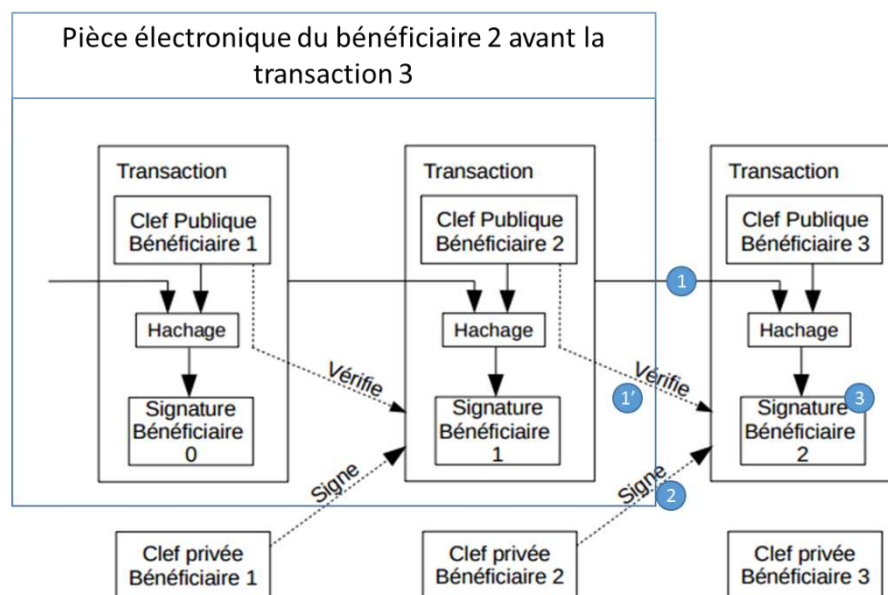 Pièce électronique du bénéficiaire 2 avant la
transaction 3
Transaction
Clef Publique
Bénéficiaire 1
Hachage
Signature
Bénéficiaire
0
Vérifie
Signe
Clef privée
Bénéficiaire 1
Transaction
Clef Publique
Bénéficiaire 2
Hachage
Signature
Bénéficiaire
1
Vérifie
1
1'
Signe
2
Clef privée
Bénéficiaire 2
Transaction
Clef Publique
Bénéficiaire 3
Hachage
Signature
Bénéficiaire
2
3
Clef privée
Bénéficiaire 3